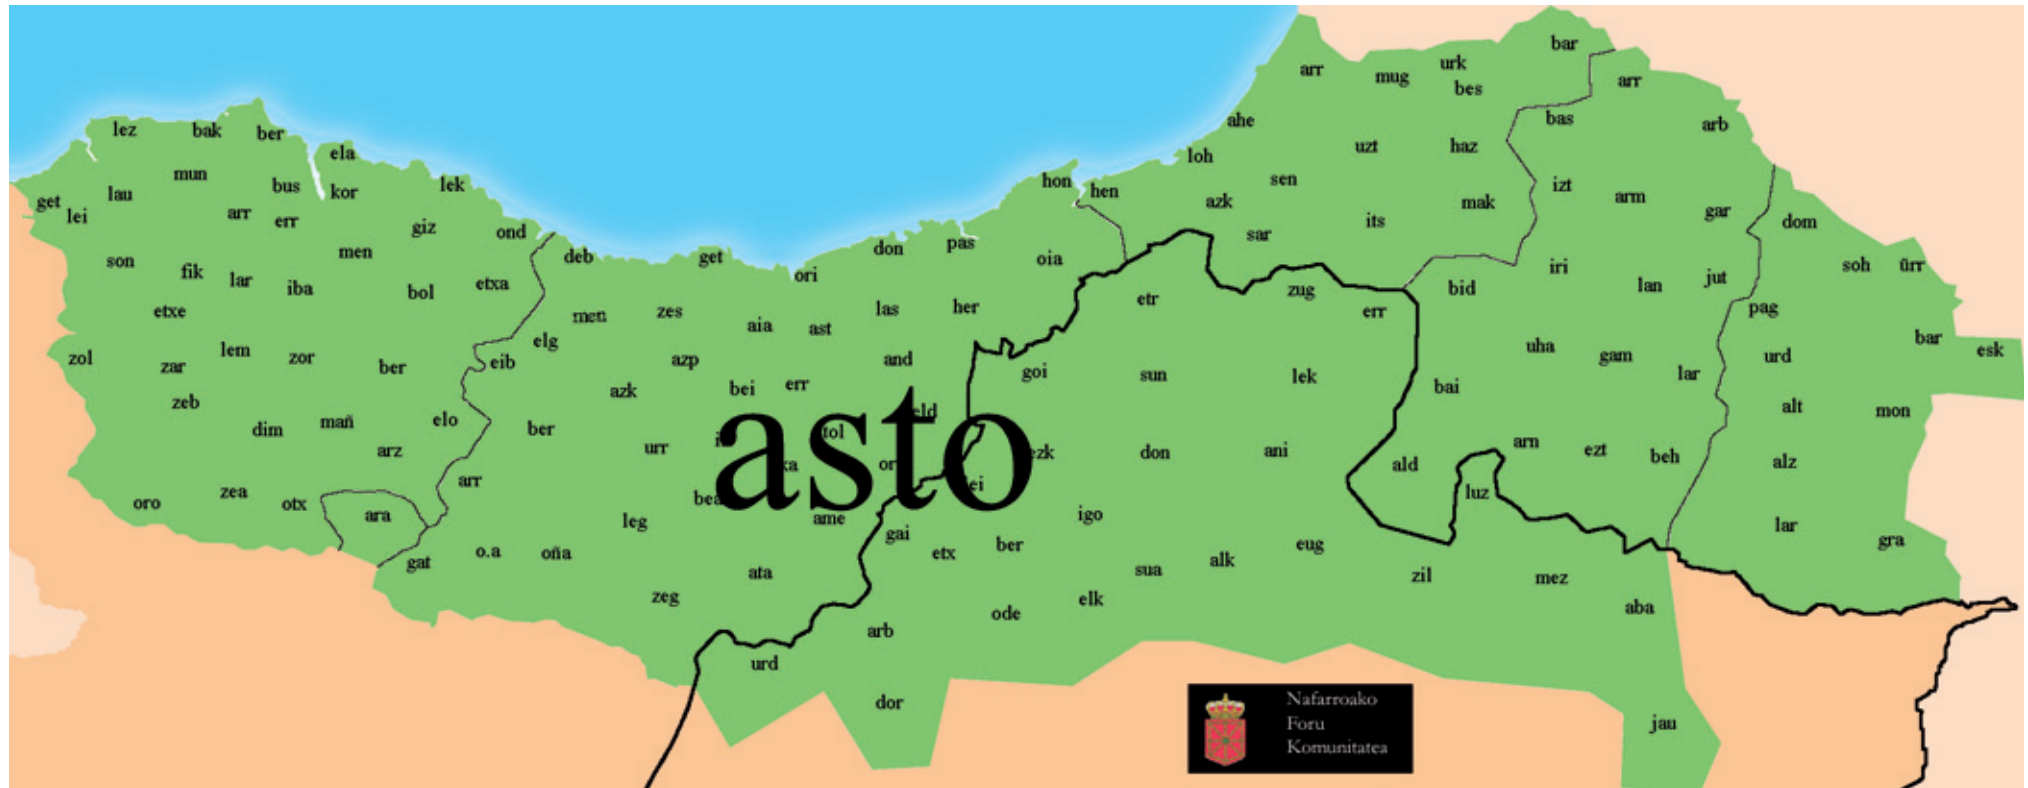 bar
arr
mug
urk
bes
arr
ahe
bas
arb
lez
bak
ber
ela
loh
uzt
haz
mun
lau
bus
kor
lek
hon
hen
sen
izt
get
lei
arr
err
giz
ond
azk
its
mak
arm
gar
dom
son
fik
lar
iba
men
bol
etxa
deb
get
ori
don
pas
oia
sar
iri
lan
jut
soh
ürr
etxe
men
zes
aia
ast
las
her
etr
zug
err
bid
pag
zol
zar
lem
zor
ber
elg
eib
azp
and
goi
sun
lek
uha
gam
lar
urd
bar
esk
zeb
dim
mañ
elo
azk
bei
err
bai
alt
mon
arz
ber
urr
tol
asto
don
ani
ald
arn
ezt
beh
alz
oro
zea
otx
ara
arr
leg
ame
igo
luz
lar
gra
gat
o.a
oña
ata
gai
etx
ber
sua
alk
eug
zil
mez
aba
zeg
arb
ode
elk
urd
dor
jau
Nafarroako
Foru
Komunitatea